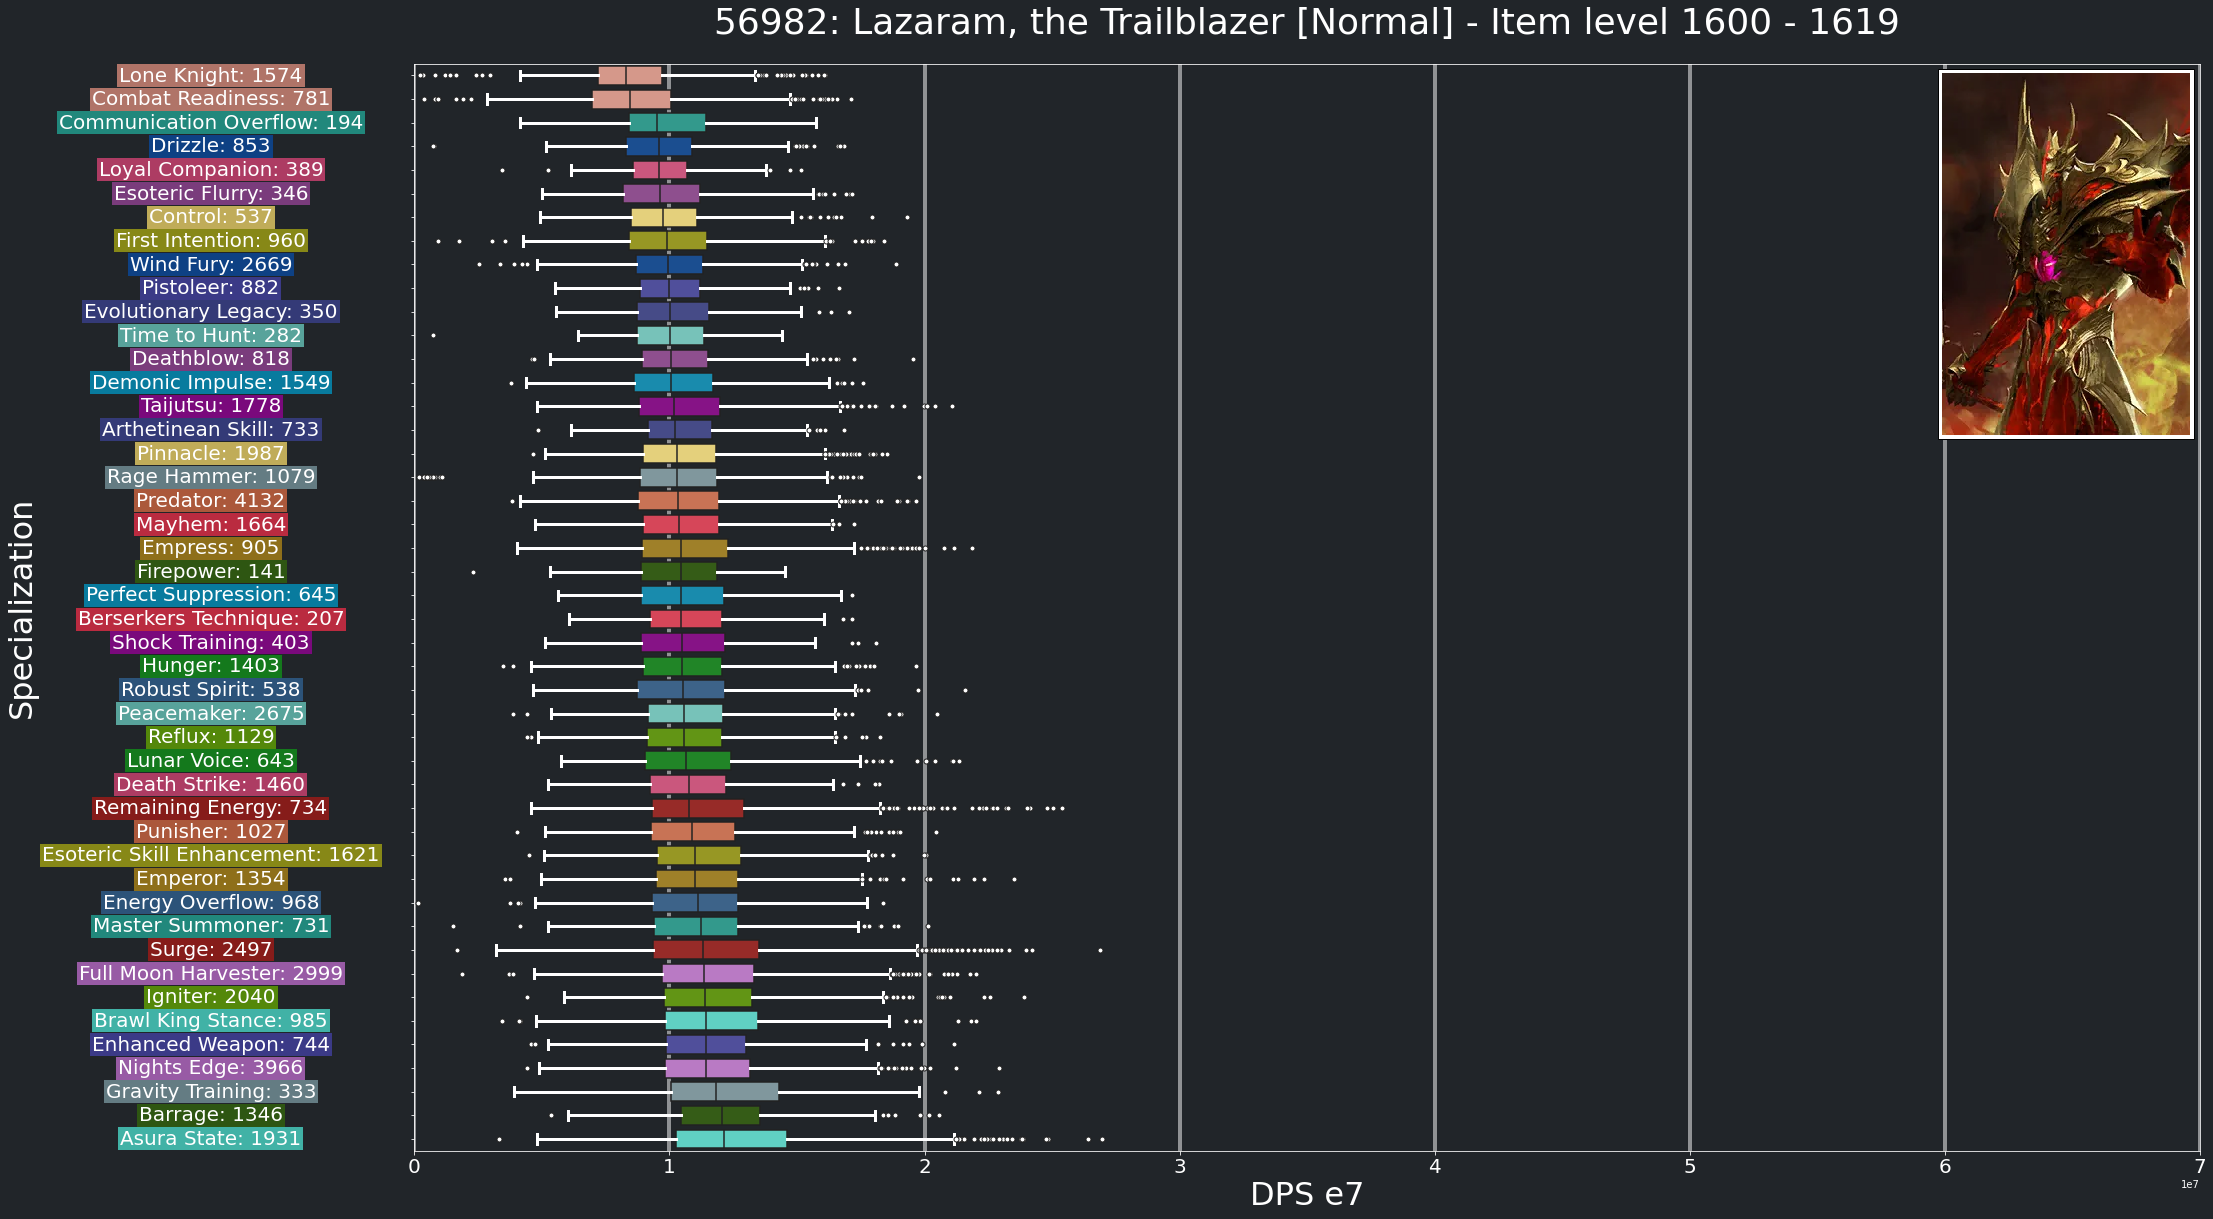 56982: Lazaram, the Trailblazer [Normal] - Item level 1600 - 1619
Specialization
Lone Knight: 1574
Combat Readiness: 781
Communication Overflow: 194
Drizzle: 853
Loyal Companion: 389
Esoteric Flurry: 346
Control: 537
First Intention: 960
Wind Fury: 2669
Pistoleer: 882
Evolutionary Legacy: 350
Time to Hunt: 282
Deathblow: 818
Demonic Impulse: 1549
Taijutsu: 1778
Arthetinean Skill: 733
Pinnacle: 1987
Rage Hammer: 1079
Predator: 4132
Mayhem: 1664
Empress: 905
Firepower: 141
Perfect Suppression: 645
Berserkers Technique: 207
Shock Training: 403
Hunger: 1403
Robust Spirit: 538
Peacemaker: 2675
Reflux: 1129
Lunar Voice: 643
Death Strike: 1460
Remaining Energy: 734
Punisher: 1027
Esoteric Skill Enhancement: 1621
Emperor: 1354
Energy Overflow: 968
Master Summoner: 731
Surge: 2497
Full Moon Harvester: 2999
Igniter: 2040
Brawl King Stance: 985
Enhanced Weapon: 744
Nights Edge: 3966
Gravity Training: 333
Barrage: 1346
Asura State: 1931
0 1 2 3 4 5 6 7
1e7
DPS e7